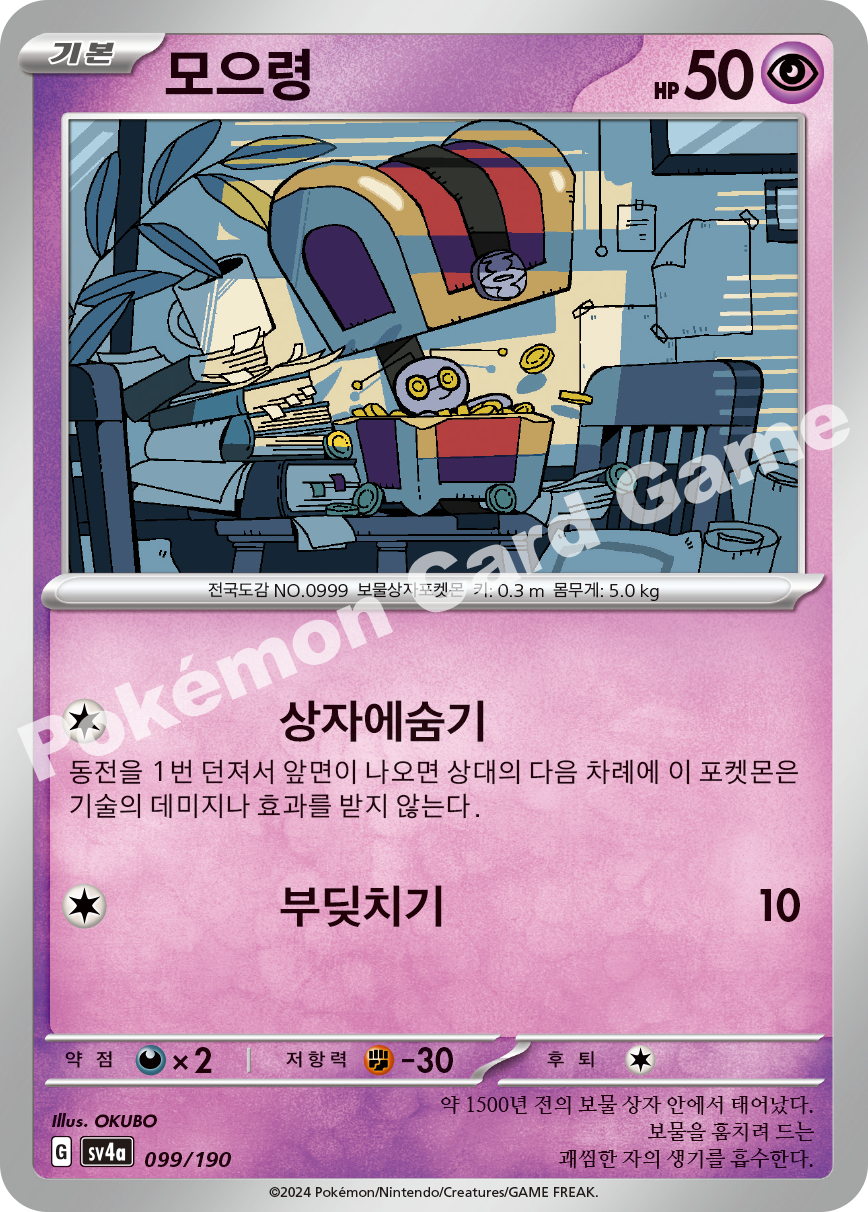 기본 모으령 HP 50
전국도감 NO.0999 보물상자포켓몬 키: 0.3 m 몸무게: 5.0 kg
Pokémon Card Game
상자에숨기
동전을 1번 던져서 앞면이 나오면 상대의 다음 차례에 이 포켓몬은
기술의 데미지나 효과를 받지 않는다.
부딪치기 10
약점 ×2 저항력 -30 후퇴
Illus. OKUBO
약 1500년 전의 보물 상자 안에서 태어났다.
보물을 훔치려 드는
괘씸한 자의 생기를 흡수한다.
G sv4a 099/190
©2024 Pokémon/Nintendo/Creatures/GAME FREAK.